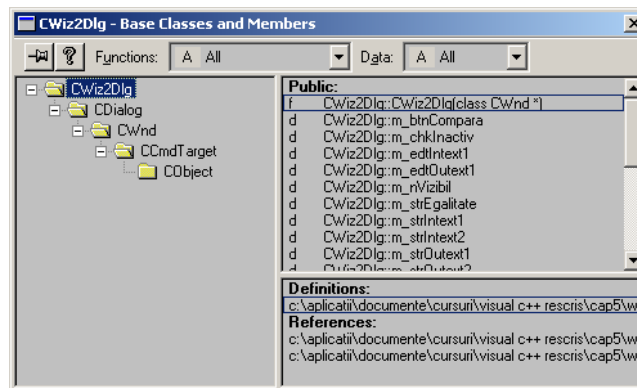 CWiz2Dlg - Base Classes and Members
Functions: A All Data: A All
CWiz2Dlg
CDialog
CWnd
CCmdTarget
CObject
Public:
f CWiz2Dlg::CWiz2Dlg(class CWnd *)
d CWiz2Dlg::m_btnCompara
d CWiz2Dlg::m_chkInactiv
d CWiz2Dlg::m_edtIntext1
d CWiz2Dlg::m_edtOutext1
d CWiz2Dlg::m_nVizibil
d CWiz2Dlg::m_strEgalitate
d CWiz2Dlg::m_strIntext1
d CWiz2Dlg::m_strIntext2
d CWiz2Dlg::m_strOutext1
d CWiz2Dlg::m_strOutext2
Definitions:
c:\aplicatii\documente\cursuri\visual c++ rescris\cap5\w
References:
c:\aplicatii\documente\cursuri\visual c++ rescris\cap5\w
c:\aplicatii\documente\cursuri\visual c++ rescris\cap5\w